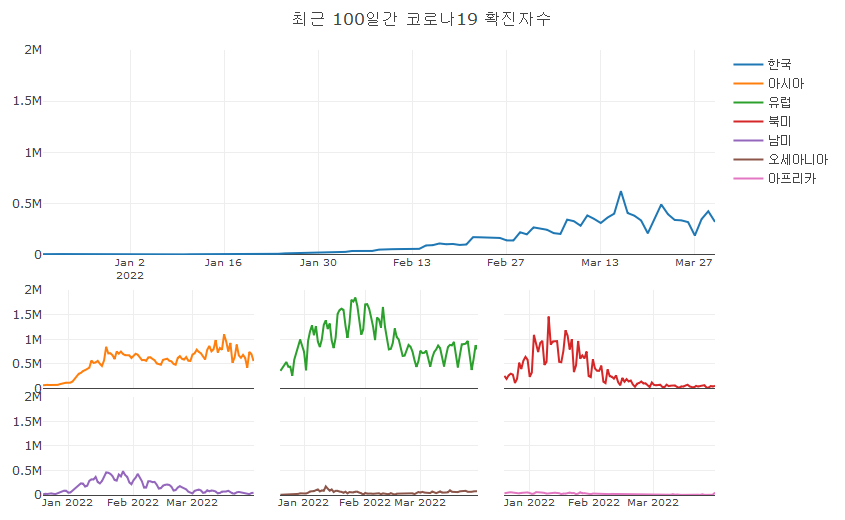 최근 100일간 코로나19 확진자수
2M
1.5M
1M
0.5M
0
Jan 2
2022
Jan 16
Jan 30
Feb 13
Feb 27
Mar 13
Mar 27
한국
아시아
유럽
북미
남미
오세아니아
아프리카
2M
1.5M
1M
0.5M
0
2M
1.5M
1M
0.5M
0
Jan 2022
Feb 2022
Mar 2022
Jan 2022
Feb 2022
Mar 2022
Jan 2022
Feb 2022
Mar 2022